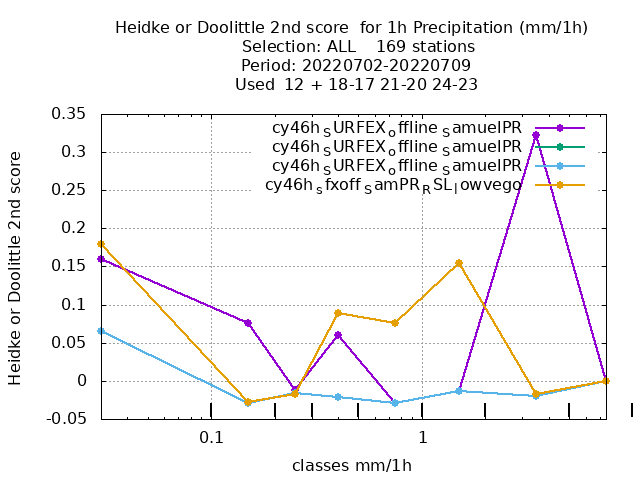 Heidke or Doolittle 2nd score  for 1h Precipitation (mm/1h)
Selection: ALL    169 stations
Period: 20220702-20220709
Used  12 + 18-17 21-20 24-23
Heidke or Doolittle 2nd score
0.35
0.3
0.25
0.2
0.15
0.1
0.05
0
-0.05
cy46h_SURFEX_offline_SamuelPR
cy46h_SURFEX_offline_SamuelPR
cy46h_SURFEX_offline_SamuelPR
cy46h_sfxoff_SamPR_RSL_lowvego
0.1 1
classes mm/1h